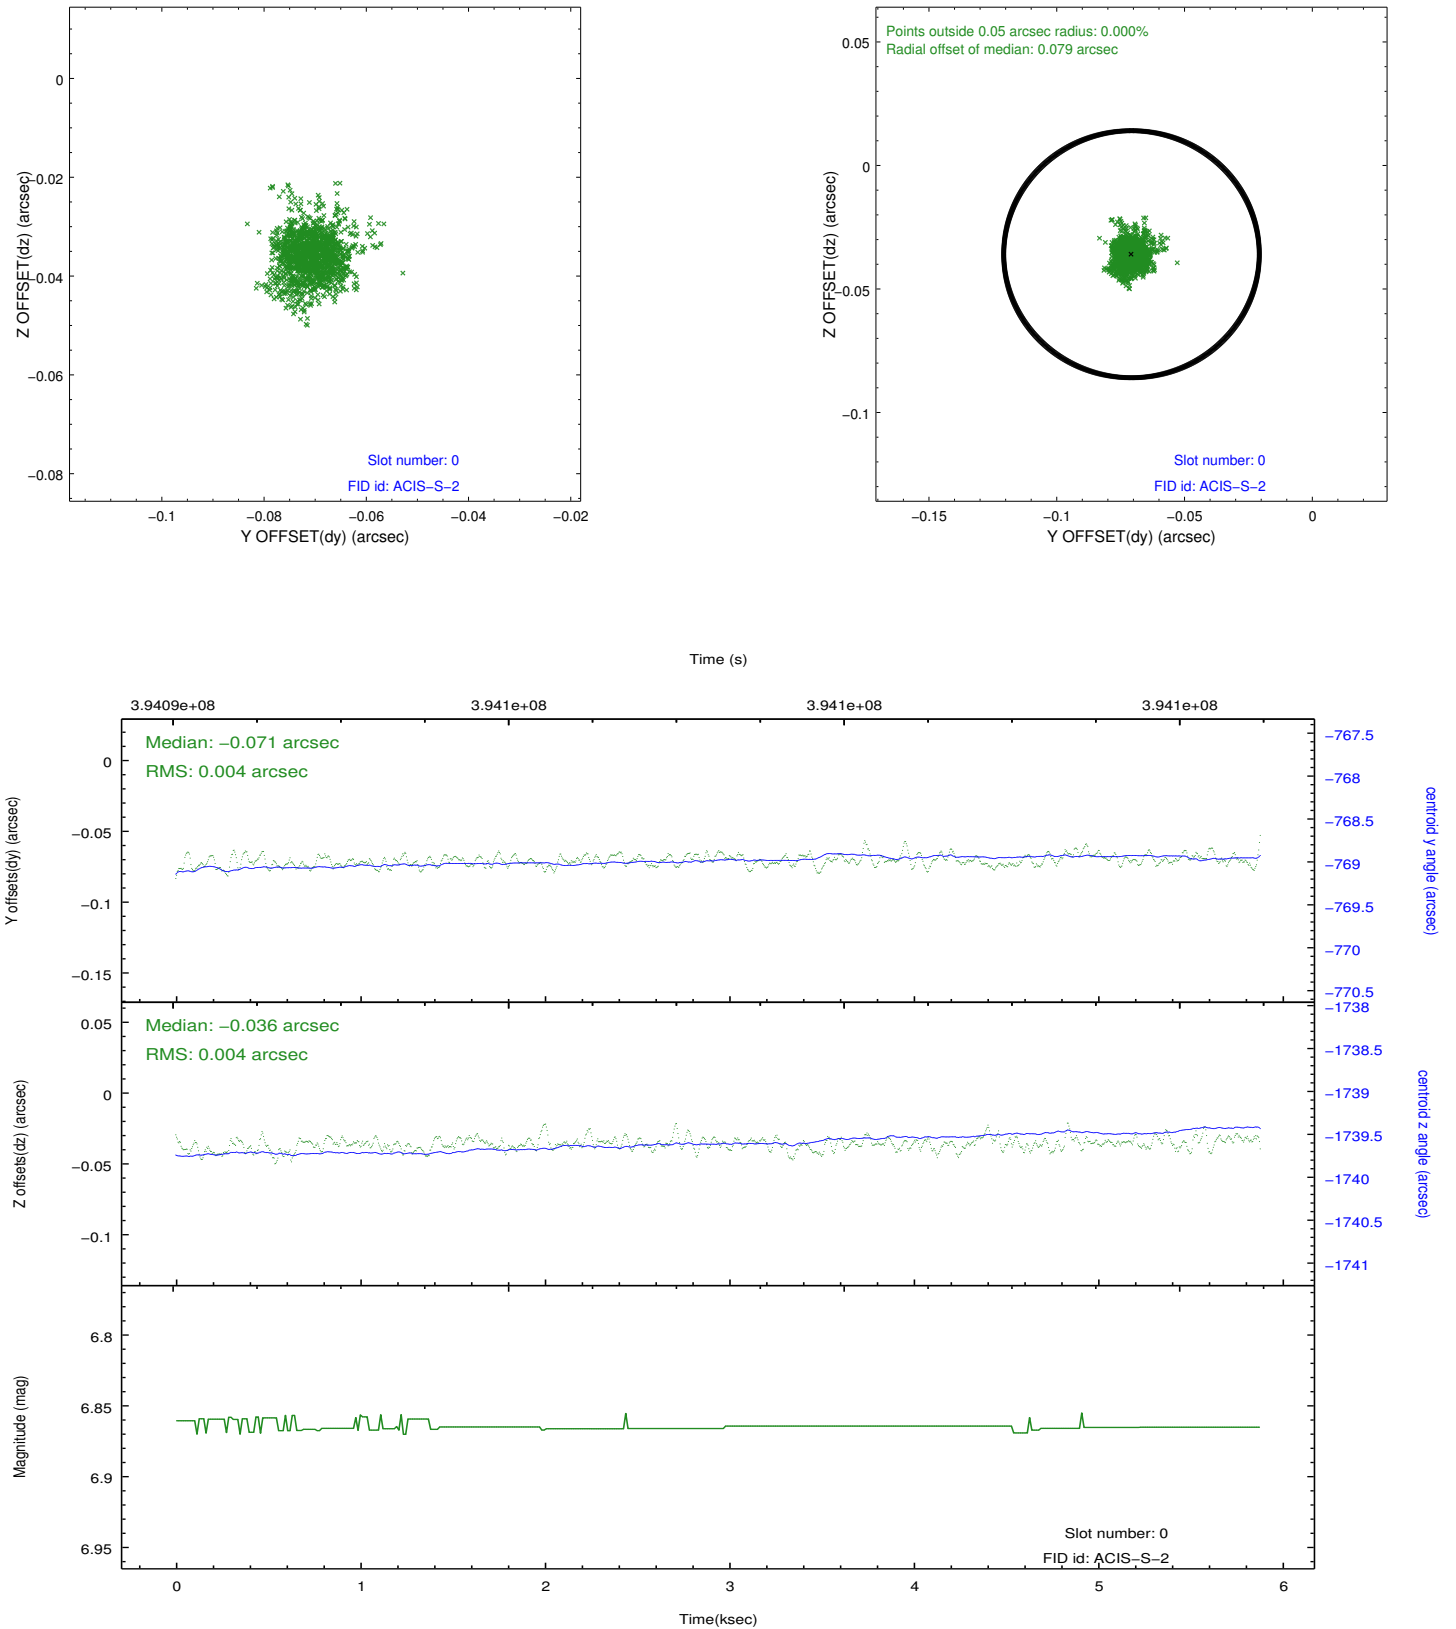 0
−0.02
−0.04
−0.06
−0.08
Z OFFSET(dz) (arcsec)
Slot number: 0
FID id: ACIS−S−2
−0.1
−0.08
−0.06
−0.04
−0.02
Y OFFSET(dy) (arcsec)
Points outside 0.05 arcsec radius: 0.000%
Radial offset of median: 0.079 arcsec
0.05
0
−0.05
−0.1
Z OFFSET(dz) (arcsec)
Slot number: 0
FID id: ACIS−S−2
−0.15
−0.1
−0.05
0
Y OFFSET(dy) (arcsec)
Time (s)
3.9409e+08
3.941e+08
3.941e+08
3.941e+08
Median: −0.071 arcsec
RMS: 0.004 arcsec
0
−0.05
−0.1
−0.15
Y offsets(dy) (arcsec)
−767.5
−768
−768.5
−769
−769.5
−770
−770.5
centroid y angle (arcsec)
Median: −0.036 arcsec
RMS: 0.004 arcsec
0.05
0
−0.05
−0.1
Z offsets(dz) (arcsec)
−1738
−1738.5
−1739
−1739.5
−1740
−1740.5
−1741
centroid z angle (arcsec)
6.8
6.85
6.9
6.95
Magnitude (mag)
Slot number: 0
FID id: ACIS−S−2
0
1
2
3
4
5
6
Time(ksec)